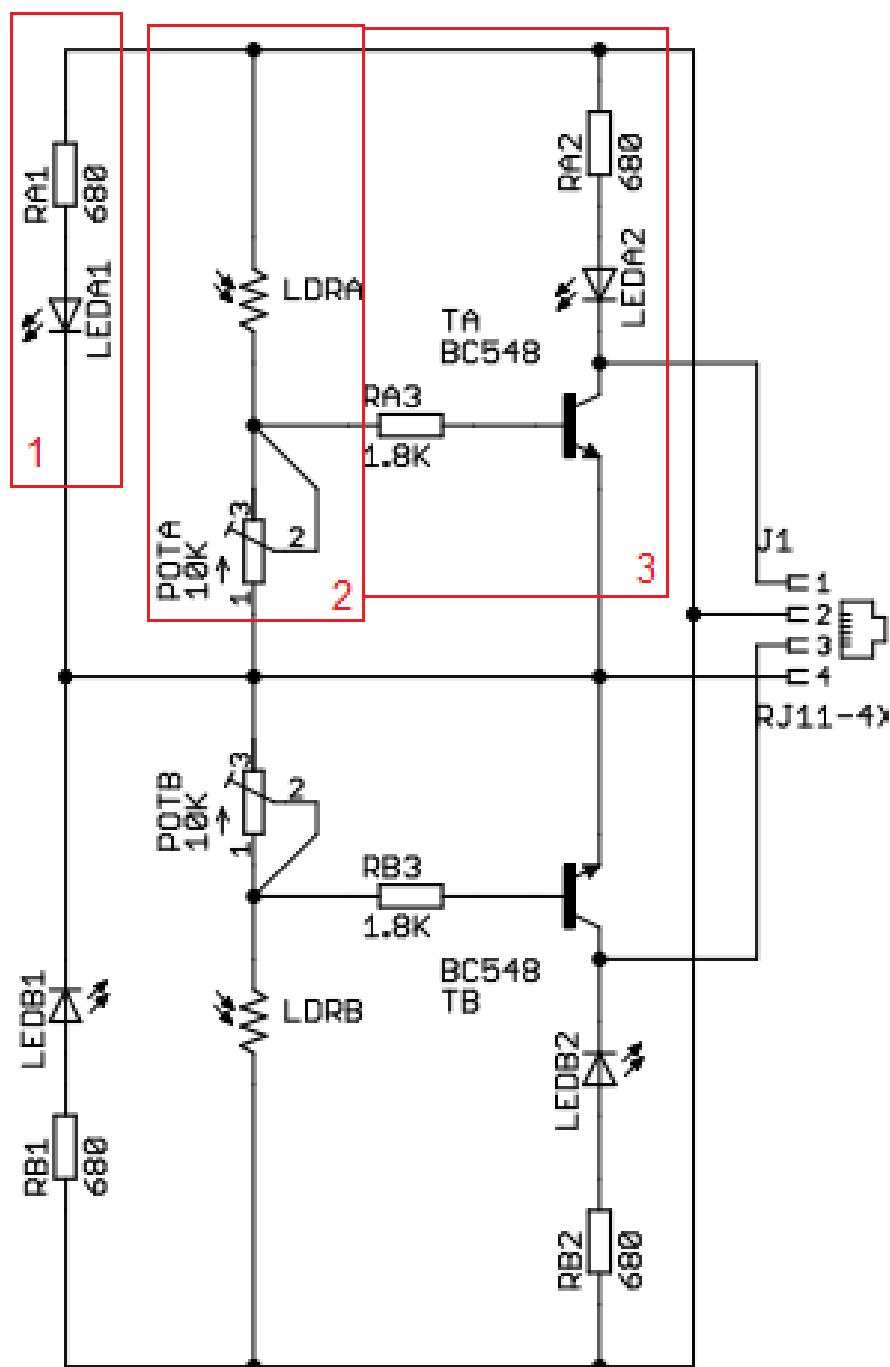 RA1
680
LEDA1
1
LDRA
POTA
10K
3
2
1
2
RA3
1.8K
TA
BC548
RA2
680
LEDA2
3
J1
1
2
3
4
RJ11-4X
POTB
10K
3
2
1
RB3
1.8K
BC548
TB
LEDB1
RB1
680
LDRB
LEDB2
RB2
680